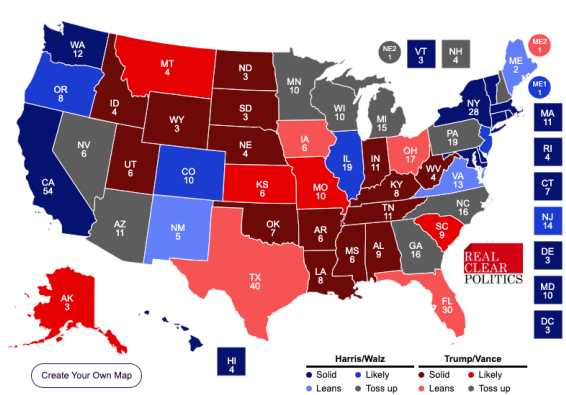 WA
12
OR
8
CA
54
NV
6
ID
4
MT
4
WY
3
UT
6
AZ
11
CO
10
NM
5
ND
3
SD
3
NE
4
KS
6
OK
7
TX
40
MN
10
IA
6
MO
10
AR
6
LA
8
WI
10
IL
19
MI
15
IN
11
OH
17
KY
8
TN
11
MS
6
AL
9
GA
16
FL
30
SC
9
NC
16
VA
13
WV
4
PA
19
NY
28
ME
2
NE2
1
VT
3
NH
4
ME2
1
ME1
1
MA
11
RI
4
CT
7
NJ
14
DE
3
MD
10
DC
3
AK
3
HI
4
REAL
CLEAR
POLITICS
Create Your Own Map
Harris/Walz
Solid
Likely
Leans
Toss up
Trump/Vance
Solid
Likely
Leans
Toss up